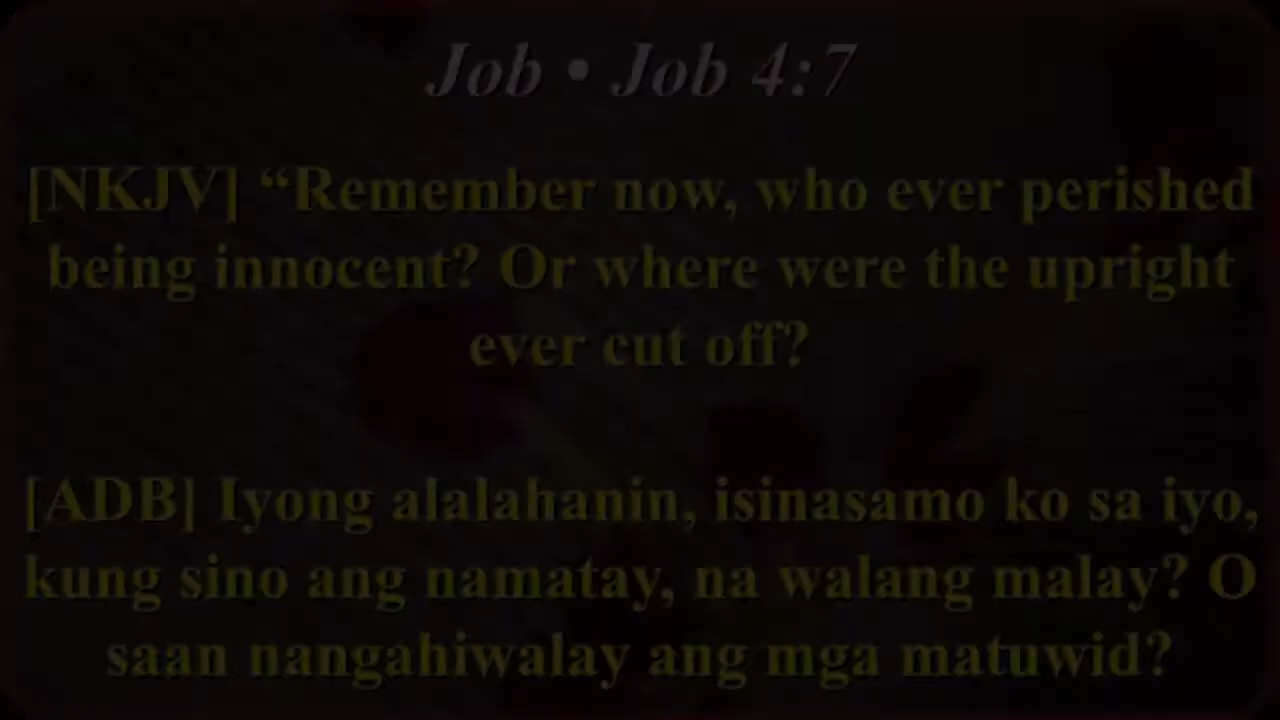 Job • Job 4:7
[NKJV] “Remember now, who ever perished
being innocent? Or where were the upright
ever cut off?
[ADB] Iyong alalahanin, isinasamo ko sa iyo,
kung sino ang namatay, na walang malay? O
saan nangahiwalay ang mga matuwid?